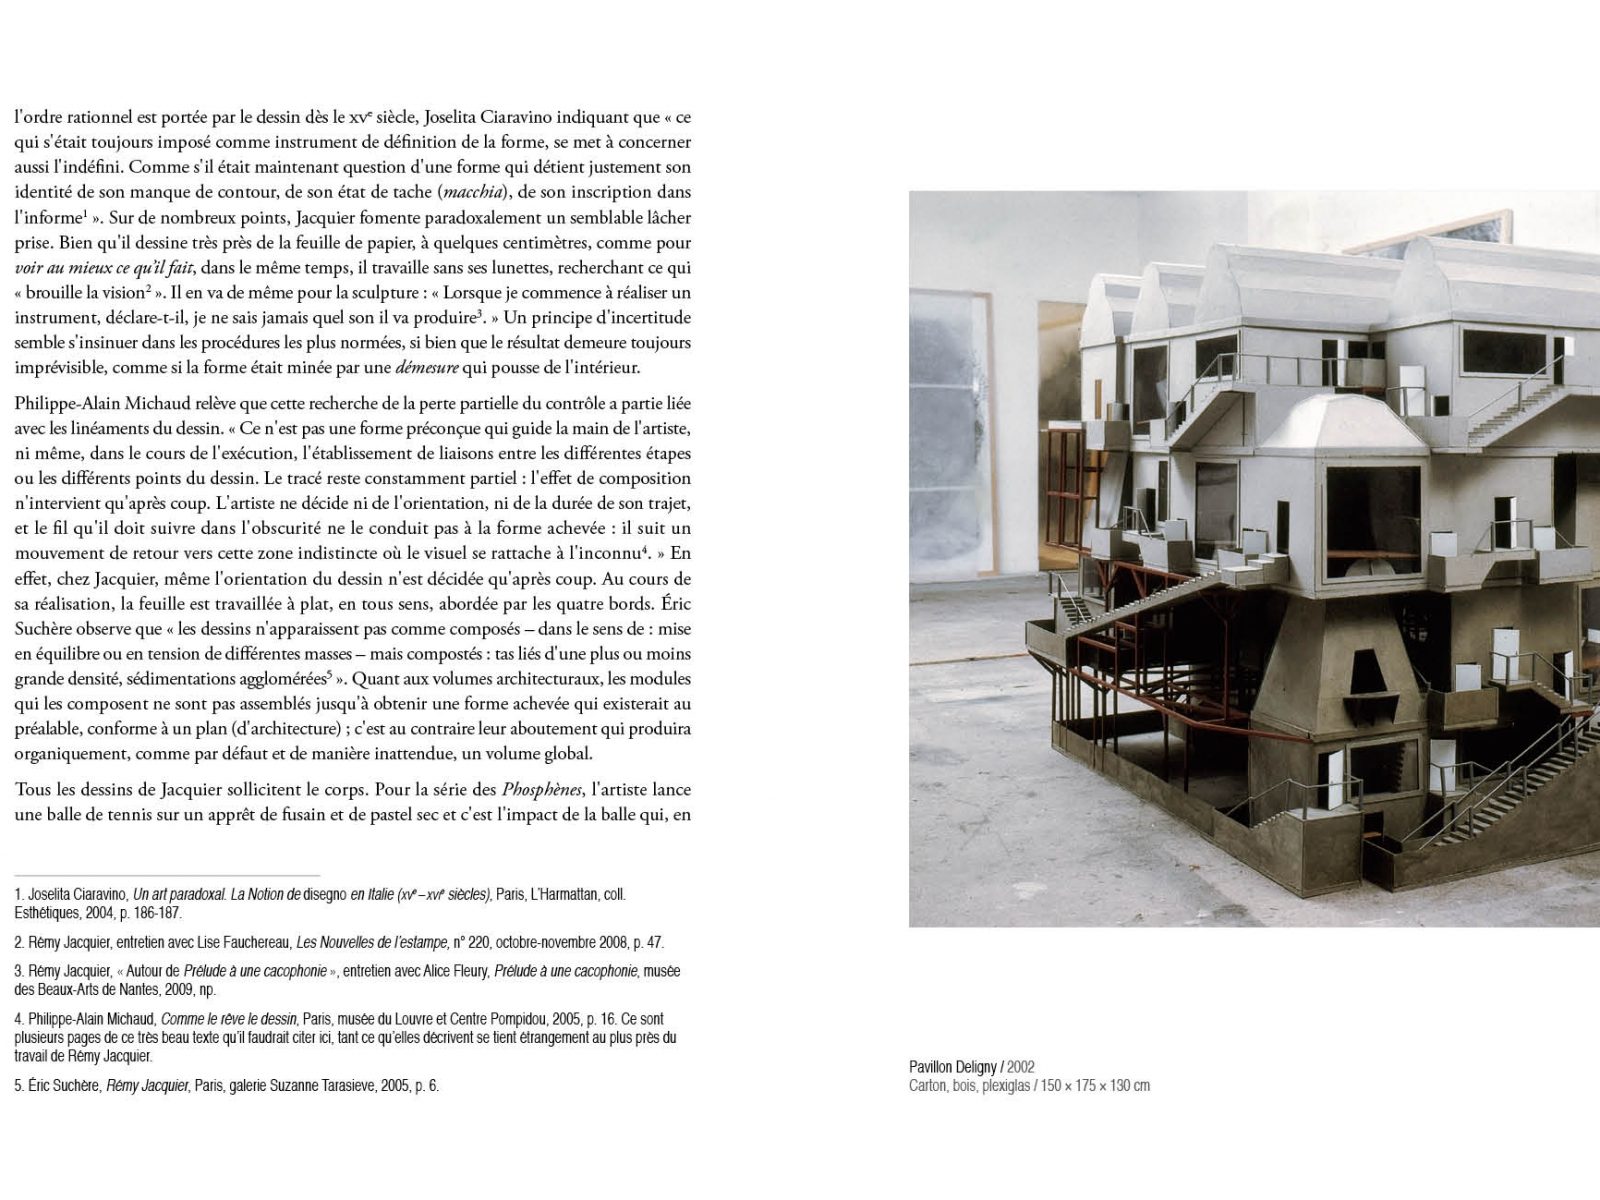 l'ordre rationnel est portée par le dessin dès le XVe siècle, Joselita Ciaravino indiquant que « ce
qui s'était toujours imposé comme instrument de définition de la forme, se met à concerner
aussi l'indéfini. Comme s'il était maintenant question d'une forme qui détient justement son
identité de son manque de contour, de son état de tache (macchia), de son inscription dans
l'informe¹ ». Sur de nombreux points, Jacquier fomente paradoxalement un semblable lâcher
prise. Bien qu'il dessine très près de la feuille de papier, à quelques centimètres, comme pour
voir au mieux ce qu'il fait, dans le même temps, il travaille sans ses lunettes, recherchant ce qui
« brouille la vision² ». Il en va de même pour la sculpture : « Lorsque je commence à réaliser un
instrument, déclare-t-il, je ne sais jamais quel son il va produire³. » Un principe d'incertitude
semble s'insinuer dans les procédures les plus normées, si bien que le résultat demeure toujours
imprévisible, comme si la forme était minée par une démesure qui pousse de l'intérieur.
Philippe-Alain Michaud relève que cette recherche de la perte partielle du contrôle a partie liée
avec les linéaments du dessin. « Ce n'est pas une forme préconçue qui guide la main de l'artiste,
ni même, dans le cours de l'exécution, l'établissement de liaisons entre les différentes étapes
ou les différents points du dessin. Le tracé reste constamment partiel : l'effet de composition
n'intervient qu'après coup. L'artiste ne décide ni de l'orientation, ni de la durée de son trajet,
et le fil qu'il doit suivre dans l'obscurité ne le conduit pas à la forme achevée : il suit un
mouvement de retour vers cette zone indistincte où le visuel se rattache à l'inconnu⁴. » En
effet, chez Jacquier, même l'orientation du dessin n'est décidée qu'après coup. Au cours de
sa réalisation, la feuille est travaillée à plat, en tous sens, abordée par les quatre bords. Éric
Suchère observe que « les dessins n'apparaissent pas comme composés – dans le sens de : mise
en équilibre ou en tension de différentes masses – mais compostés : tas liés d'une plus ou moins
grande densité, sédimentations agglomérées⁵ ». Quant aux volumes architecturaux, les modules
qui les composent ne sont pas assemblés jusqu'à obtenir une forme achevée qui existerait au
préalable, conforme à un plan (d'architecture) ; c'est au contraire leur aboutement qui produira
organiquement, comme par défaut et de manière inattendue, un volume global.
Tous les dessins de Jacquier sollicitent le corps. Pour la série des Phosphènes, l'artiste lance
une balle de tennis sur un apprêt de fusain et de pastel sec et c'est l'impact de la balle qui, en
1. Joselita Ciaravino, Un art paradoxal. La Notion de disegno en Italie (XVe – XVIe siècles), Paris, L'Harmattan, coll.
Esthétiques, 2004, p. 186-187.
2. Rémy Jacquier, entretien avec Lise Fauchereau, Les Nouvelles de l'estampe, n° 220, octobre-novembre 2008, p. 47.
3. Rémy Jacquier, « Autour de Prélude à une cacophonie », entretien avec Alice Fleury, Prélude à une cacophonie, musée
des Beaux-Arts de Nantes, 2009, np.
4. Philippe-Alain Michaud, Comme le rêve le dessin, Paris, musée du Louvre et Centre Pompidou, 2005, p. 16. Ce sont
plusieurs pages de ce très beau texte qu'il faudrait citer ici, tant ce qu'elles décrivent se tient étrangement au plus près du
travail de Rémy Jacquier.
5. Éric Suchère, Rémy Jacquier, Paris, galerie Suzanne Tarasieve, 2005, p. 6.
Pavillon Deligny / 2002
Carton, bois, plexiglas / 150 × 175 × 130 cm